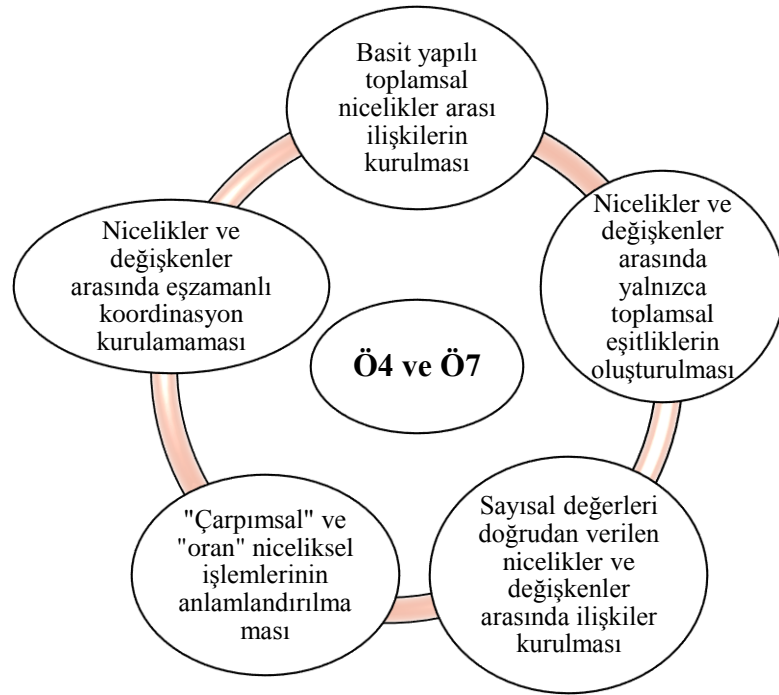 Basit yapılı
toplamsal
nicelikler arası
ilişkilerin
kurulması
Nicelikler ve
değişkenler
arasında
yalnızca
toplamsal
eşitliklerin
oluşturulması
Sayısal değerleri
doğrudan verilen
nicelikler ve
değişkenler
arasında ilişkiler
kurulması
"Çarpımsal" ve
"oran" niceliksel
işlemlerinin
anlamlandırılma
ması
Nicelikler ve
değişkenler
arasında eşzamanlı
koordinasyon
kurulamaması
Ö4 ve Ö7